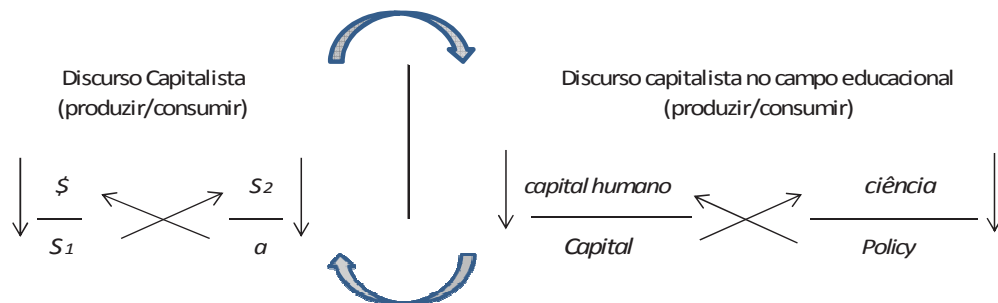 Discurso Capitalista
(produzir/consumir)
$ S2
S1 a
Discurso capitalista no campo educacional
(produzir/consumir)
capital humano ciência
Capital Policy